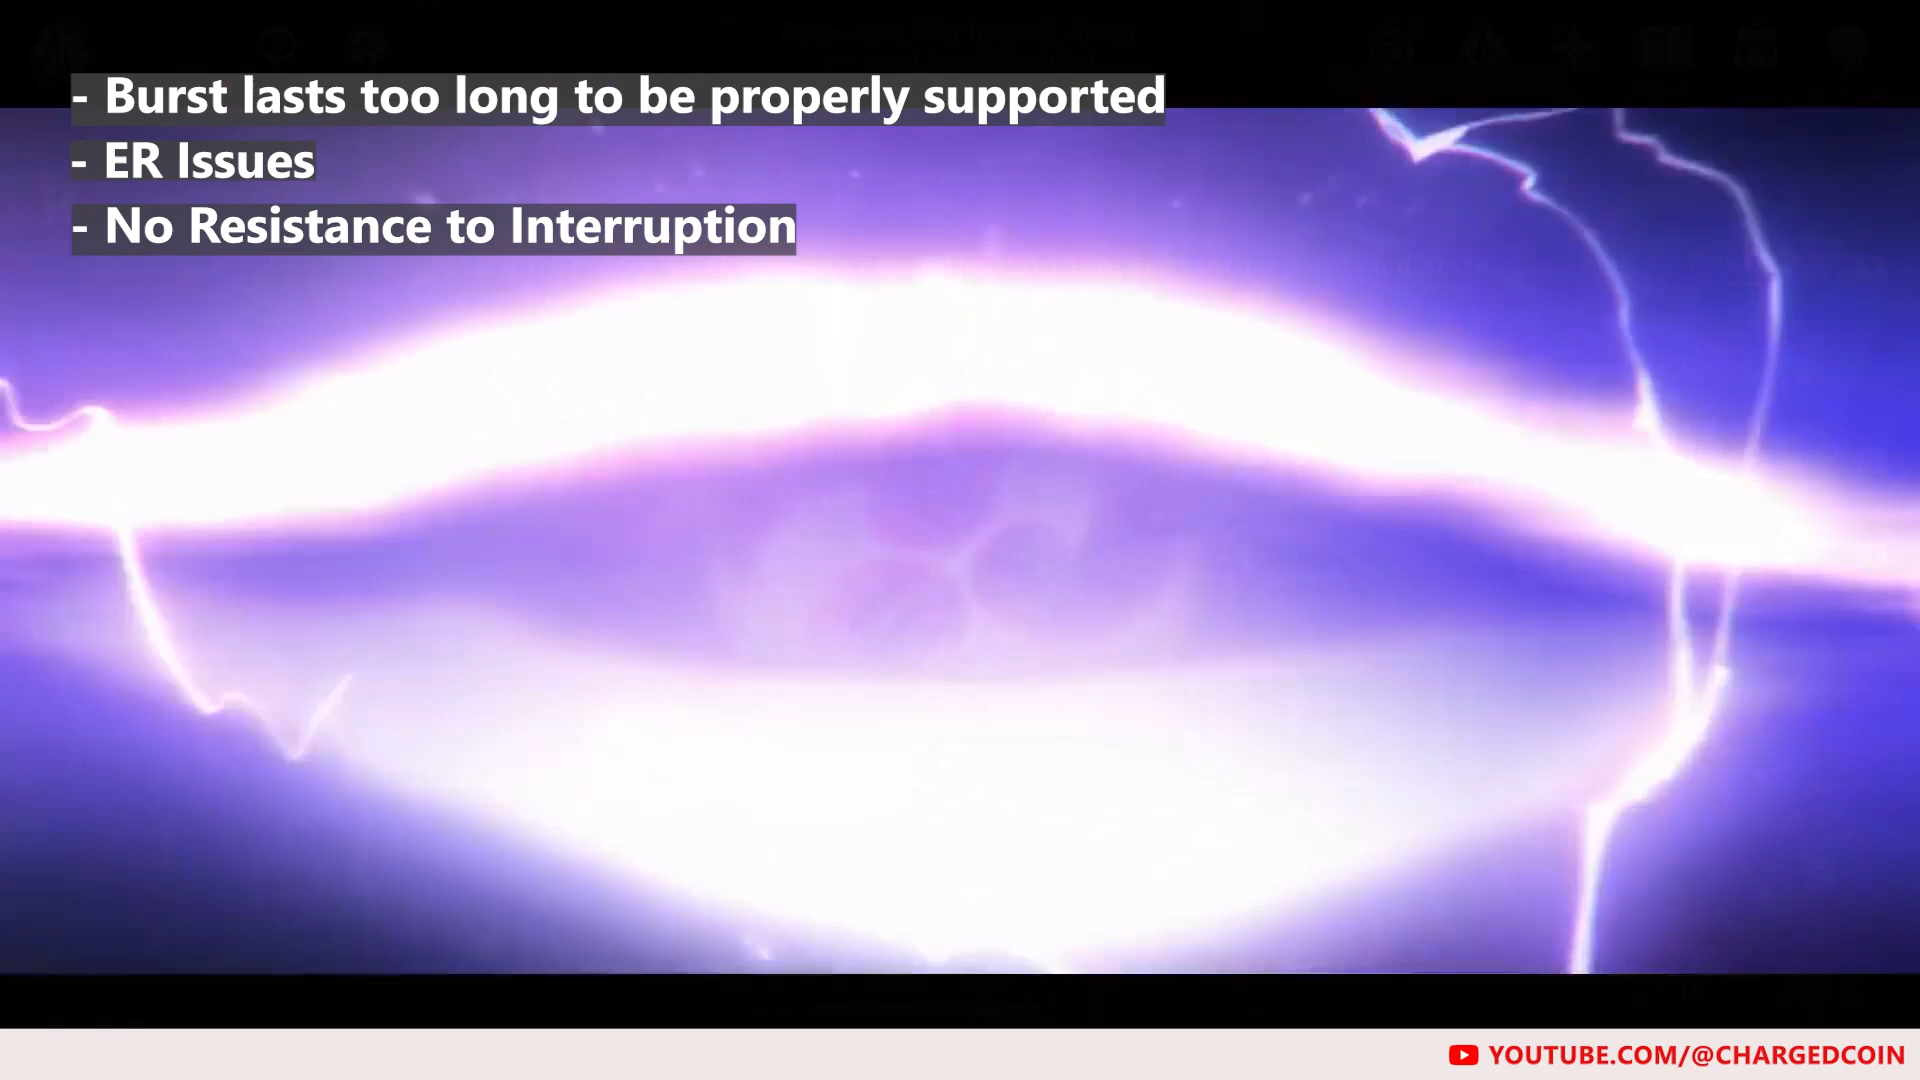 - Burst lasts too long to be properly supported
- ER Issues
- No Resistance to Interruption
YOUTUBE.COM/@CHARGEDCOIN